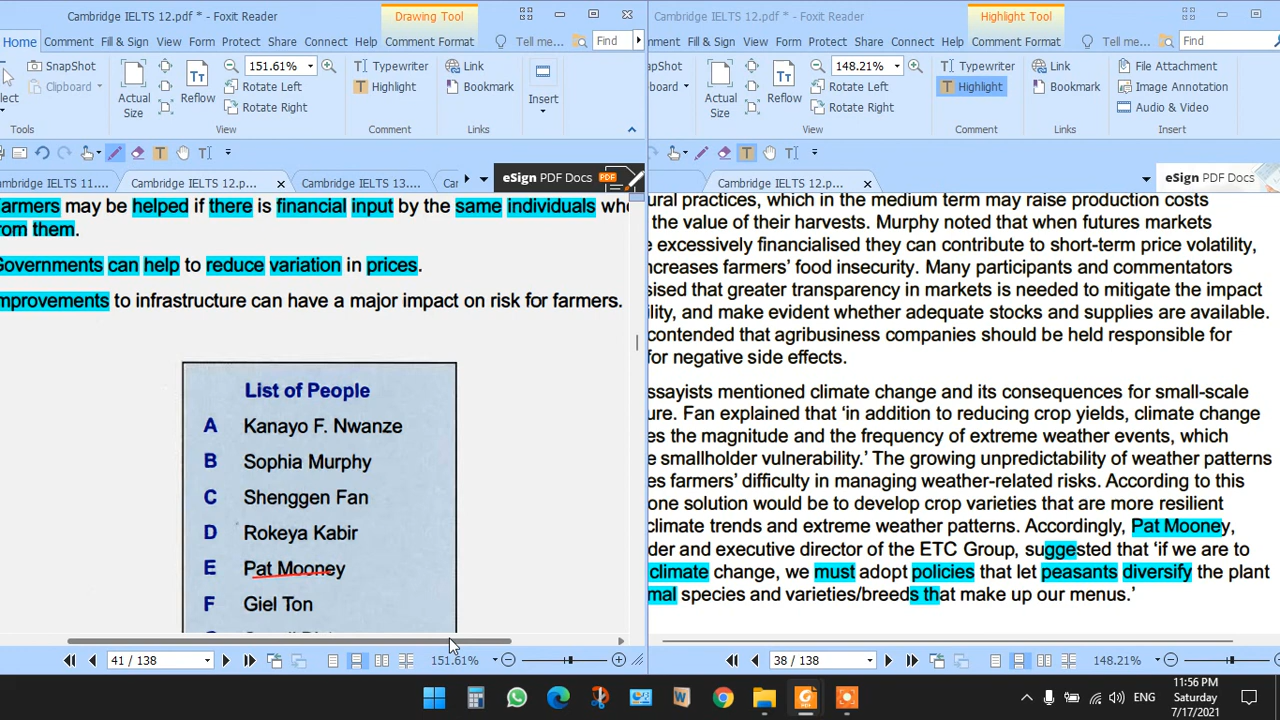 Cambridge IELTS 12.pdf * - Foxit Reader
Drawing Tool
Home Comment Fill & Sign View Form Protect Share Connect Help Comment Format Tell me... Find
SnapShot
Clipboard
Actual Size
Reflow
151.61%
Rotate Left
Rotate Right
Typewriter
Highlight
Link
Bookmark
Insert
Tools View Comment Links
Cambridge IELTS 11.... Cambridge IELTS 12.p... Cambridge IELTS 13....
eSign PDF Docs
Farmers may be helped if there is financial input by the same individuals who
from them.
Governments can help to reduce variation in prices.
Improvements to infrastructure can have a major impact on risk for farmers.
List of People
A Kanayo F. Nwanze
B Sophia Murphy
C Shenggen Fan
D Rokeya Kabir
E Pat Mooney
F Giel Ton
41 / 138
151.61%
Cambridge IELTS 12.pdf * - Foxit Reader
Highlight Tool
Comment Fill & Sign View Form Protect Share Connect Help Comment Format Tell me... Find
Actual Size
Reflow
148.21%
Rotate Left
Rotate Right
Typewriter
Highlight
Link
Bookmark
File Attachment
Image Annotation
Audio & Video
View Comment Links Insert
Cambridge IELTS 12.p...
eSign PDF Docs
ural practices, which in the medium term may raise production costs
the value of their harvests. Murphy noted that when futures markets
e excessively financialised they can contribute to short-term price volatility,
ncreases farmers' food insecurity. Many participants and commentators
sised that greater transparency in markets is needed to mitigate the impact
ility, and make evident whether adequate stocks and supplies are available.
contended that agribusiness companies should be held responsible for
for negative side effects.
essayists mentioned climate change and its consequences for small-scale
ure. Fan explained that 'in addition to reducing crop yields, climate change
es the magnitude and the frequency of extreme weather events, which
e smallholder vulnerability.' The growing unpredictability of weather patterns
es farmers' difficulty in managing weather-related risks. According to this
one solution would be to develop crop varieties that are more resilient
climate trends and extreme weather patterns. Accordingly, Pat Mooney,
der and executive director of the ETC Group, suggested that 'if we are to
climate change, we must adopt policies that let peasants diversify the plant
mal species and varieties/breeds that make up our menus.'
38 / 138
148.21%
ENG
11:56 PM
Saturday
7/17/2021